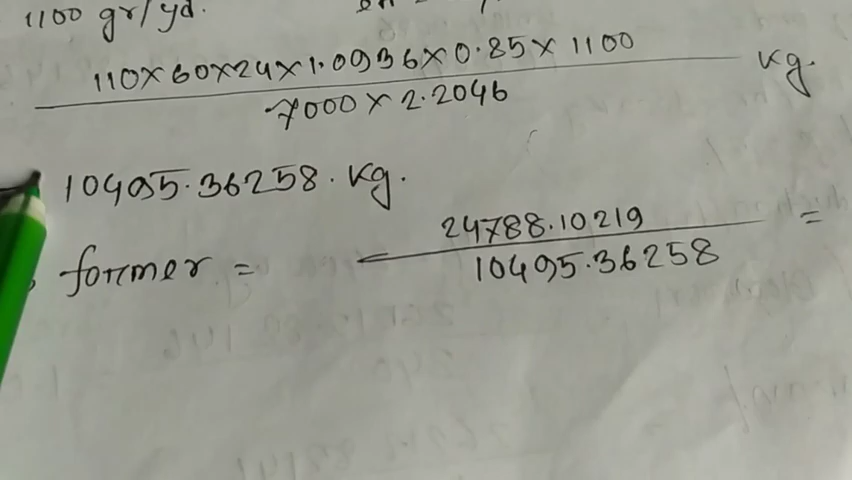 1100 gr/yd.
110×60×24×1.0936×0.85×1100
7000×2.2046
kg.
10495.36258. kg.
former =
24788.10219
10495.36258
=